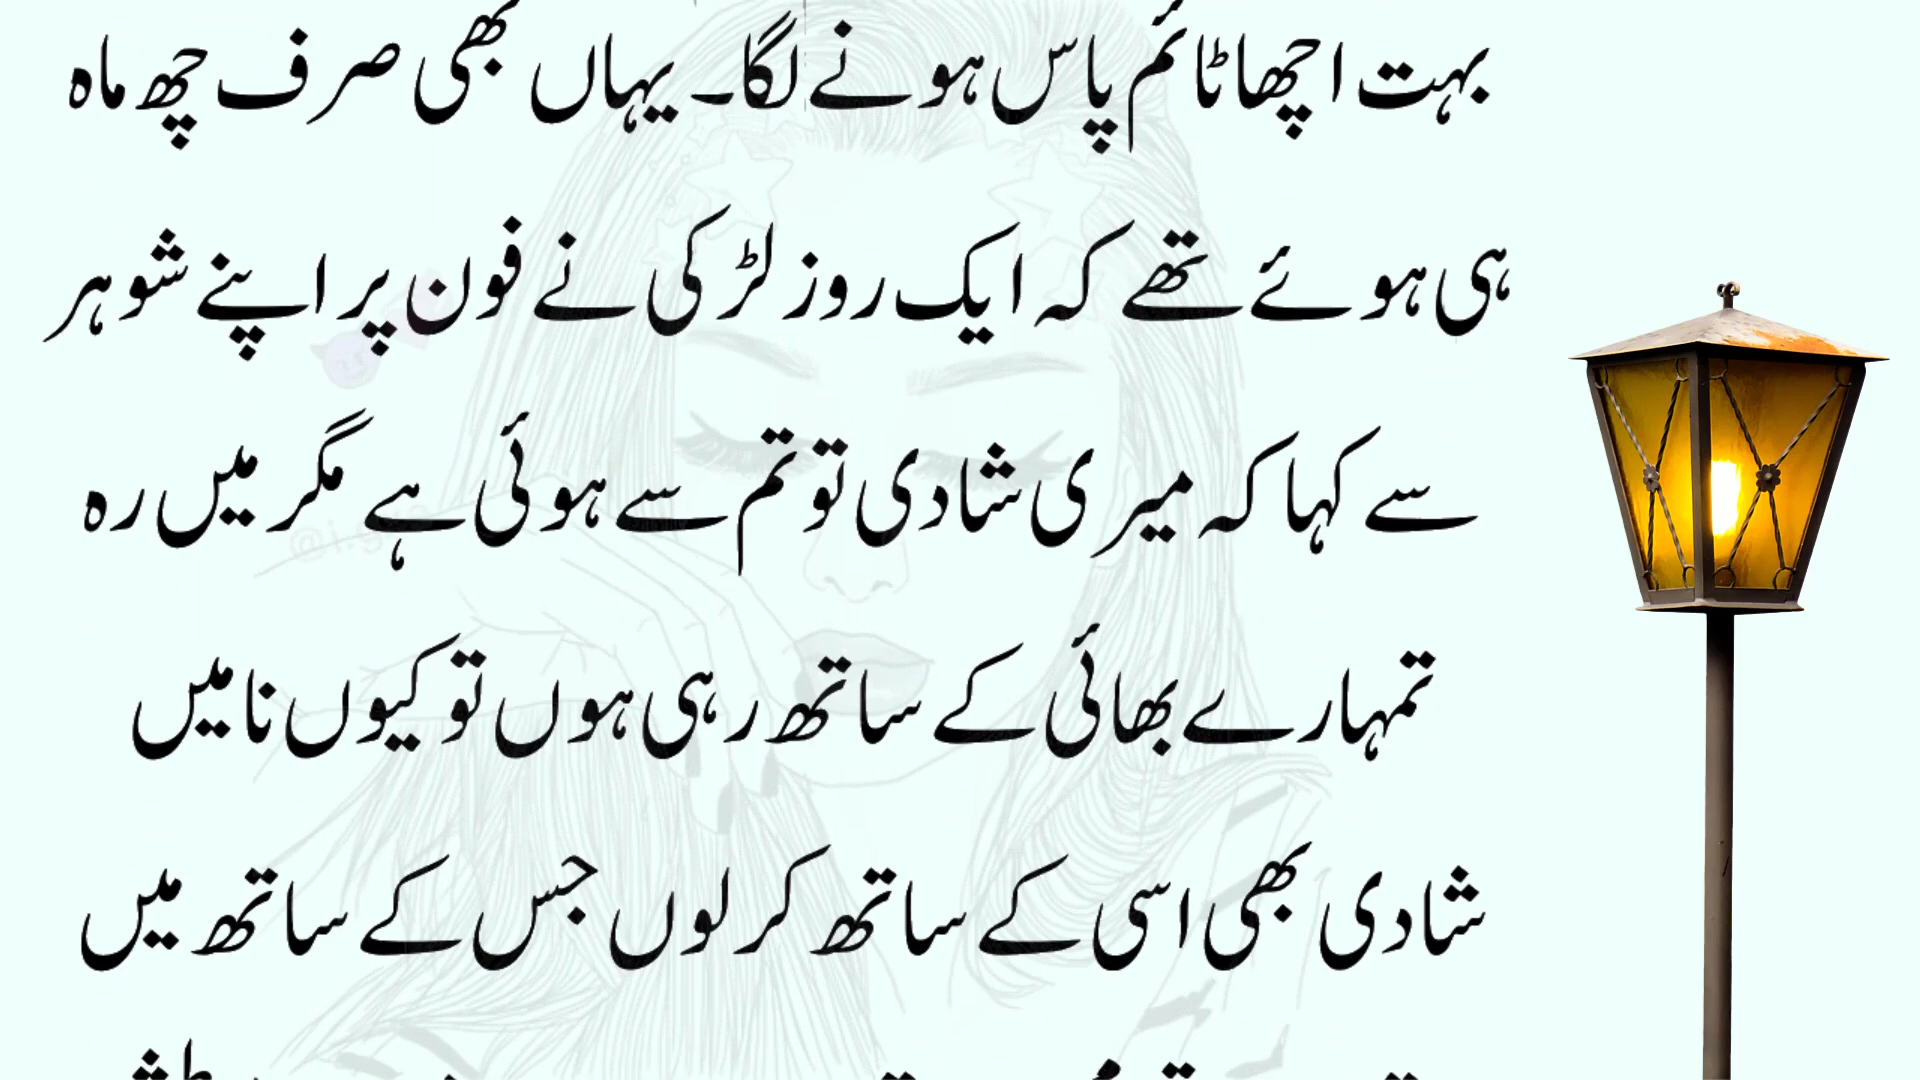 بہت اچھا ٹائم پاس ہونے لگا۔ یہاں بھی صرف چھ ماہ
ہی ہوئے تھے کہ ایک روز لڑکی نے فون پر اپنے شوہر
سے کہا کہ میری شادی تو تم سے ہوئی ہے مگر میں رہ
تمہارے بھائی کے ساتھ رہی ہوں تو کیوں نا میں
شادی بھی اسی کے ساتھ کر لوں جس کے ساتھ میں